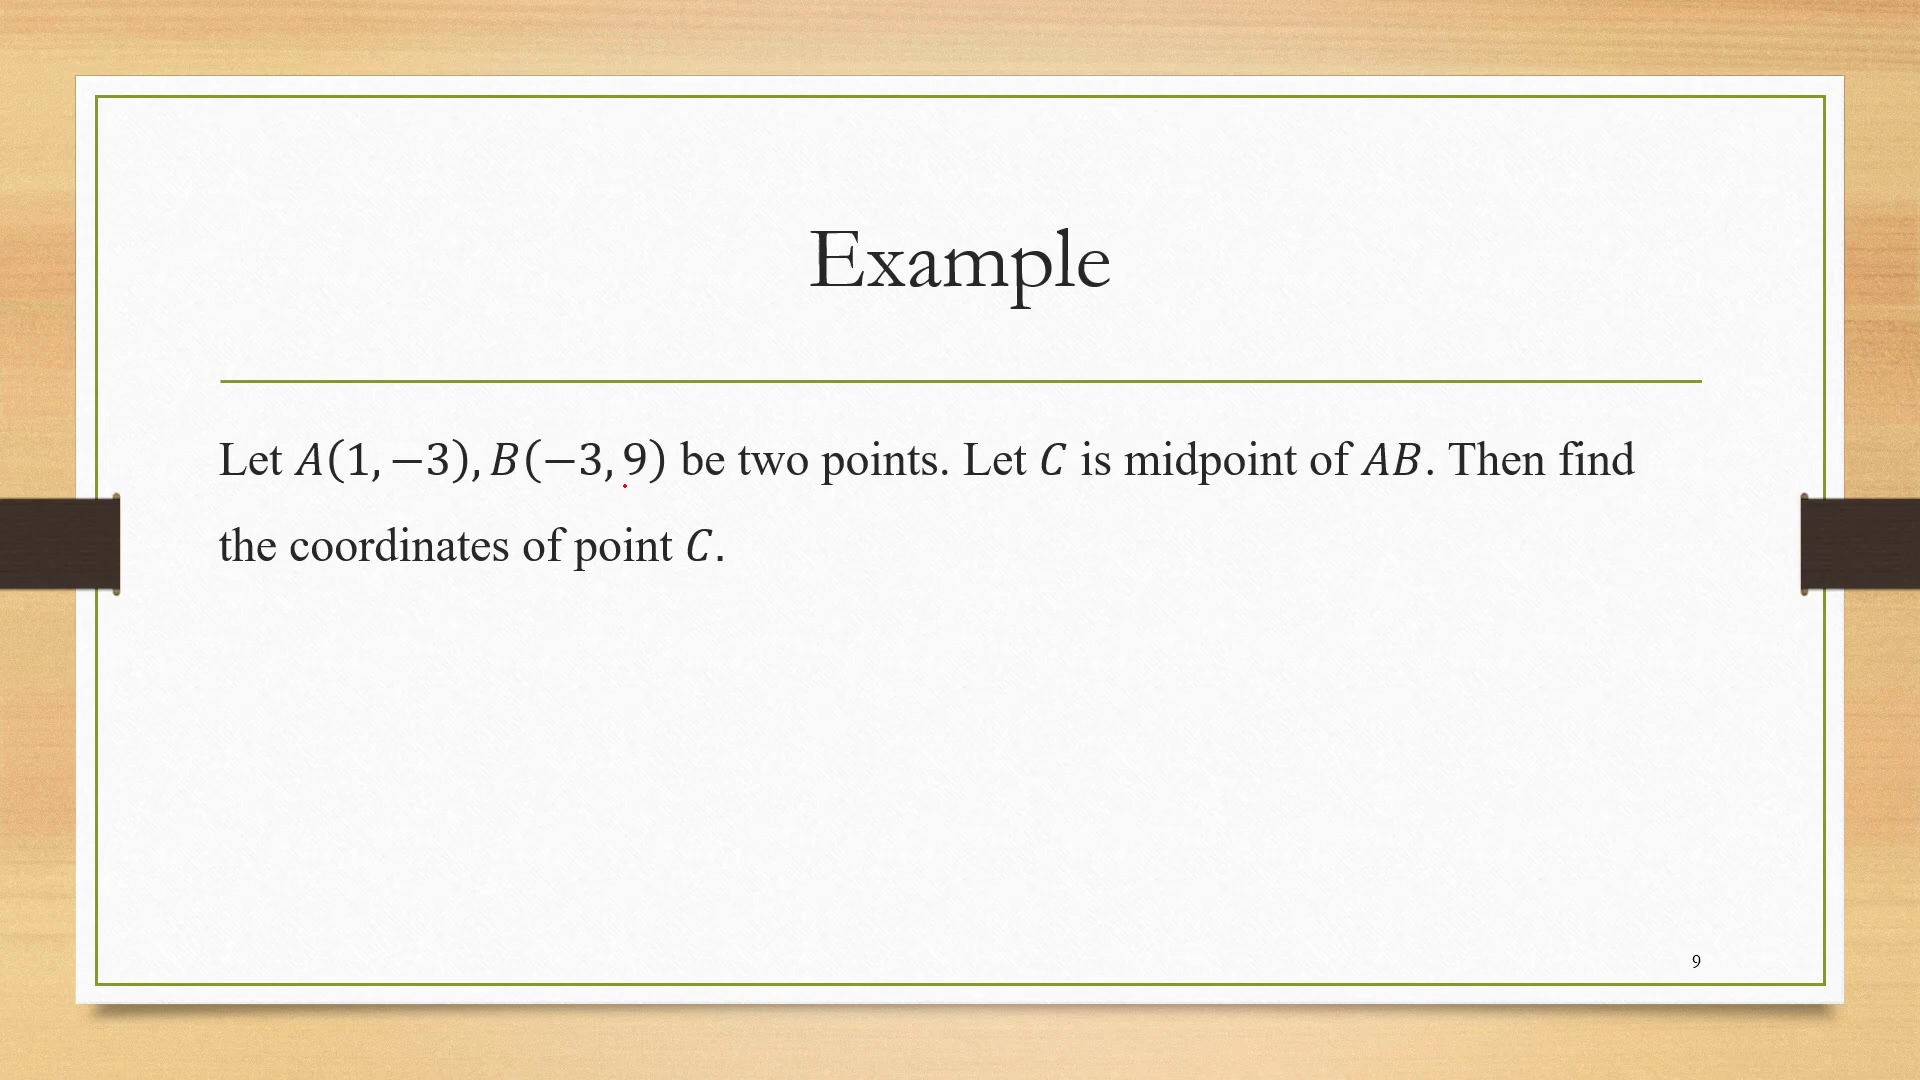 Example
Let A(1, −3), B(−3, 9) be two points. Let C is midpoint of AB. Then find
the coordinates of point C.
9